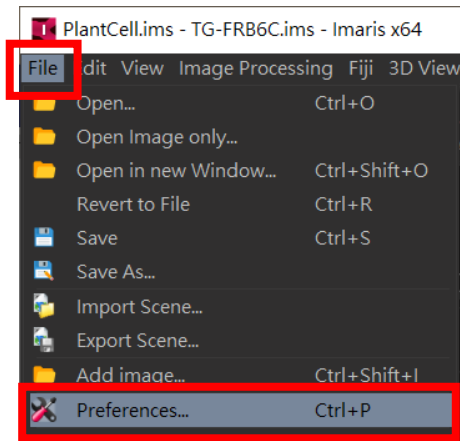 PlantCell.ims - TG-FRB6C.ims - Imaris x64
File Edit View Image Processing Fiji 3D View
Open... Ctrl+O
Open Image only...
Open in new Window... Ctrl+Shift+O
Revert to File Ctrl+R
Save Ctrl+S
Save As...
Import Scene...
Export Scene...
Add image... Ctrl+Shift+I
Preferences... Ctrl+P